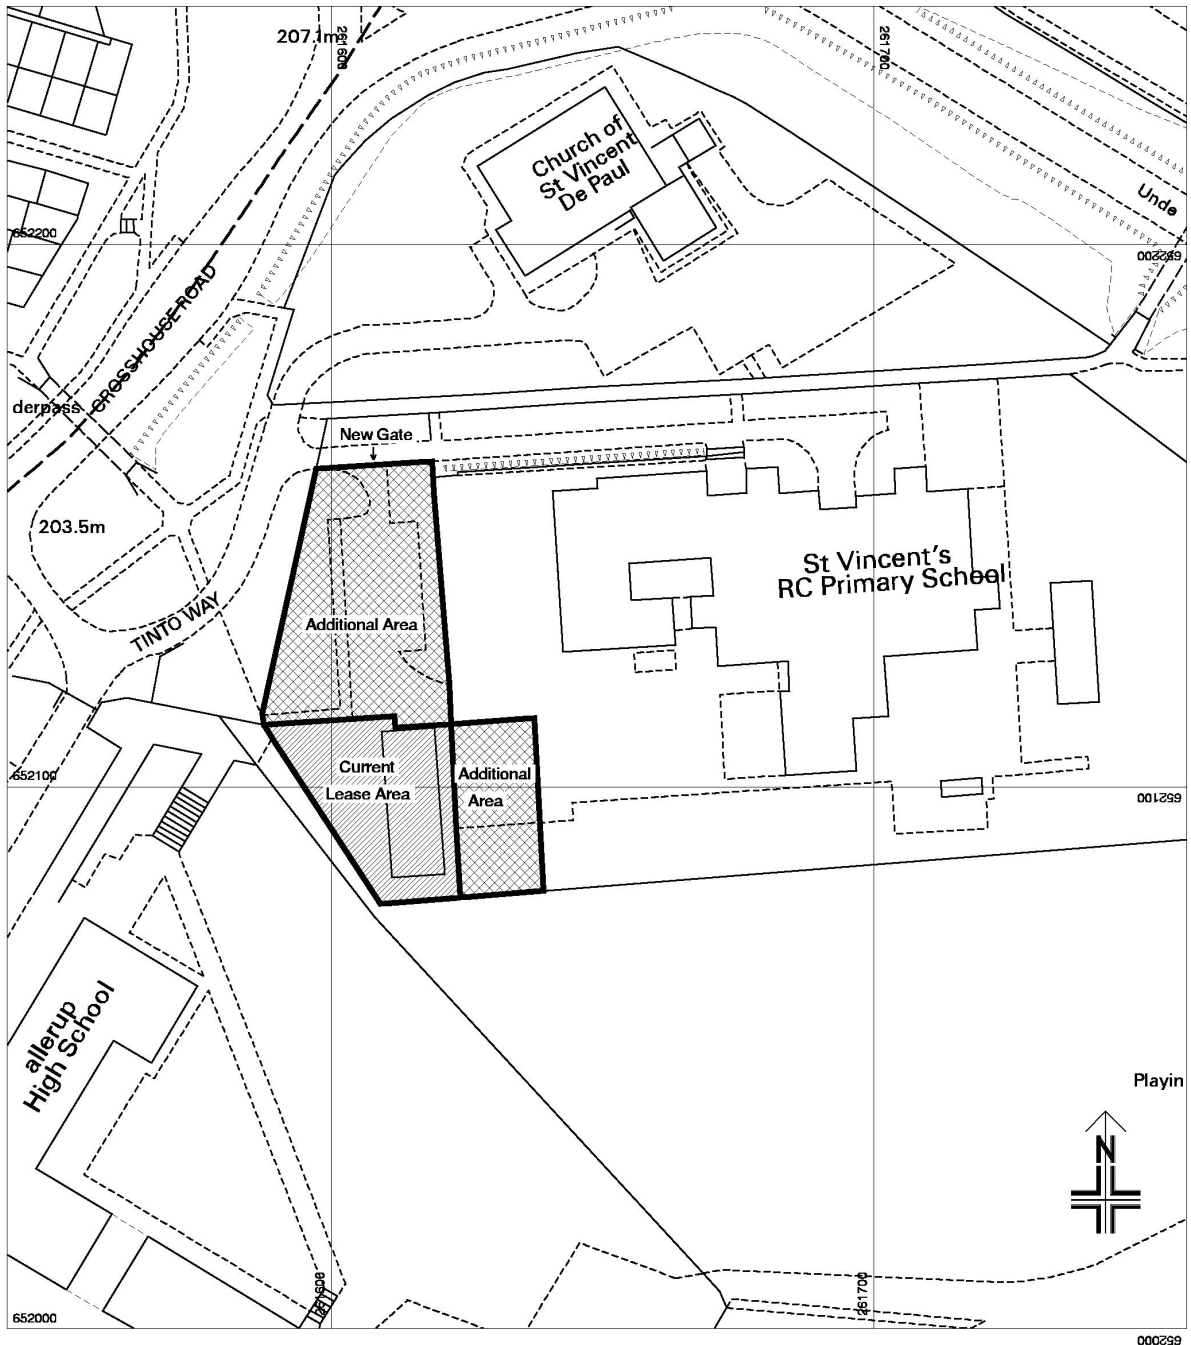 207.1m
261600
261700
Church of
St Vincent
De Paul
Unde
652200
652200
CROSSHOUSE ROAD
derpass
New Gate
203.5m
St Vincent's
RC Primary School
TINTO WAY
Additional Area
Current
Lease Area
Additional
Area
652100
652100
allerup
High School
Playin
N
261600
261700
652000
652000